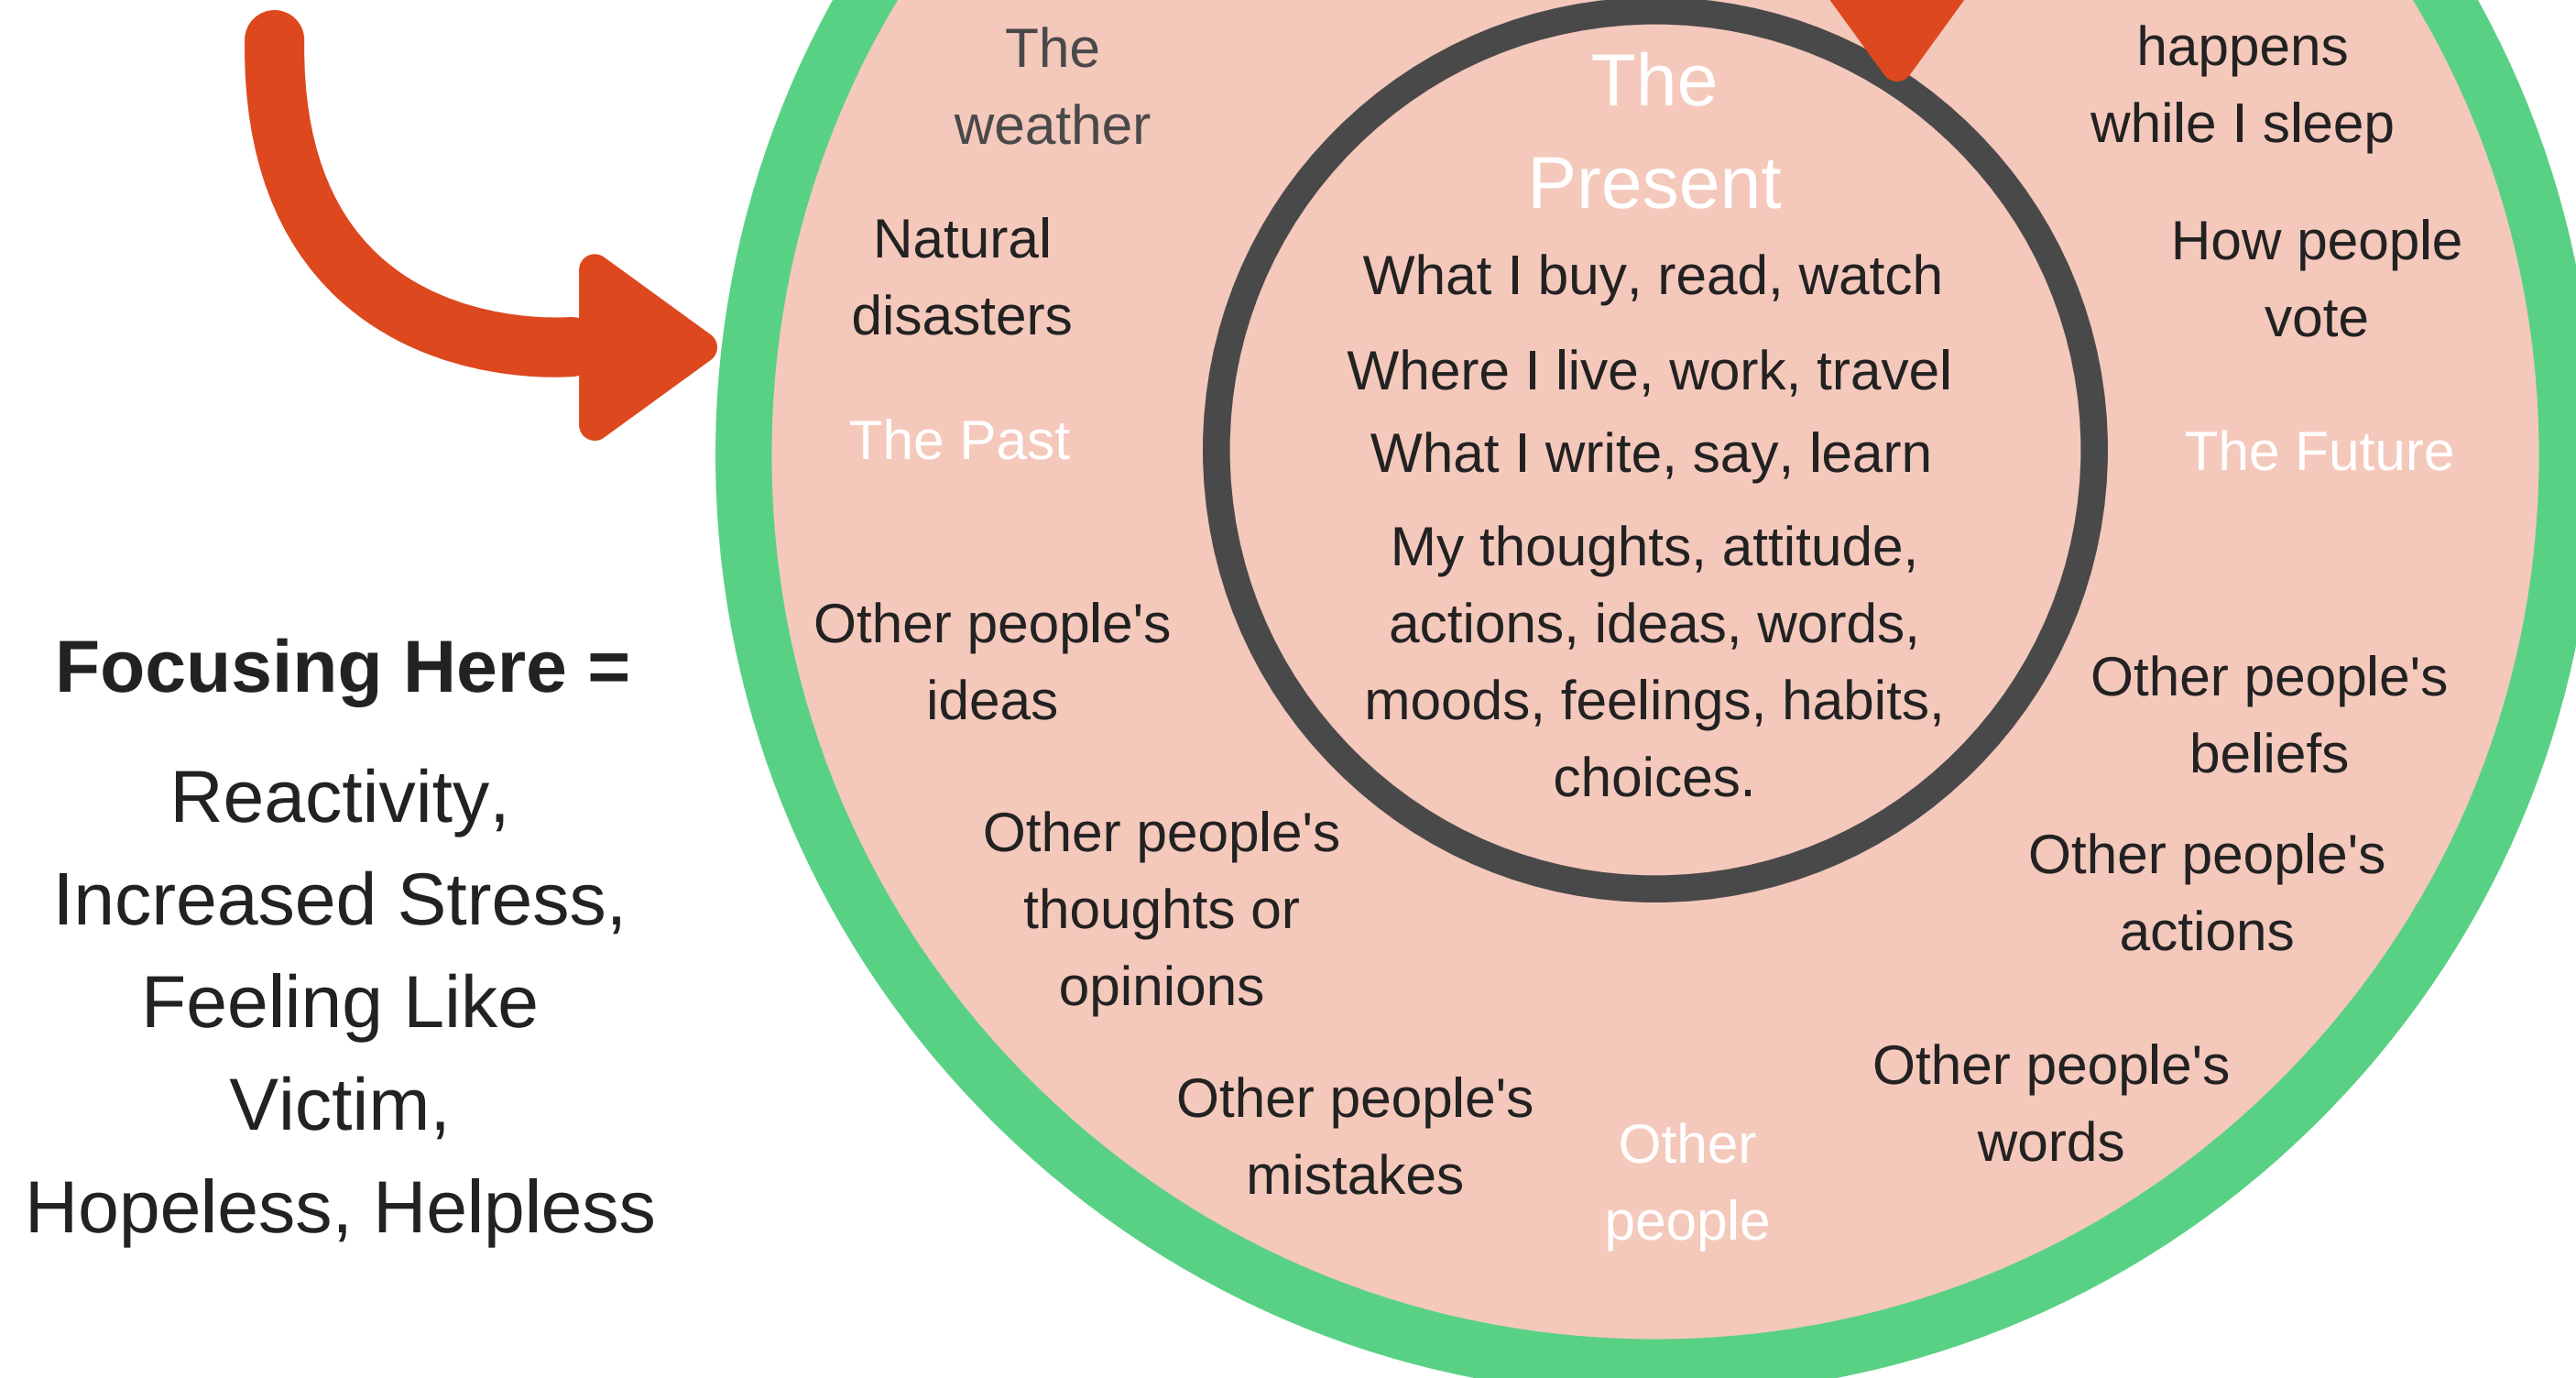 The
weather
Natural
disasters
The Past
Other people's
ideas
Other people's
thoughts or
opinions
Other people's
mistakes
Other
people
Other people's
words
Other people's
actions
Other people's
beliefs
The Future
How people
vote
happens
while I sleep
The
Present
What I buy, read, watch
Where I live, work, travel
What I write, say, learn
My thoughts, attitude,
actions, ideas, words,
moods, feelings, habits,
choices.
Focusing Here =
Reactivity,
Increased Stress,
Feeling Like
Victim,
Hopeless, Helpless